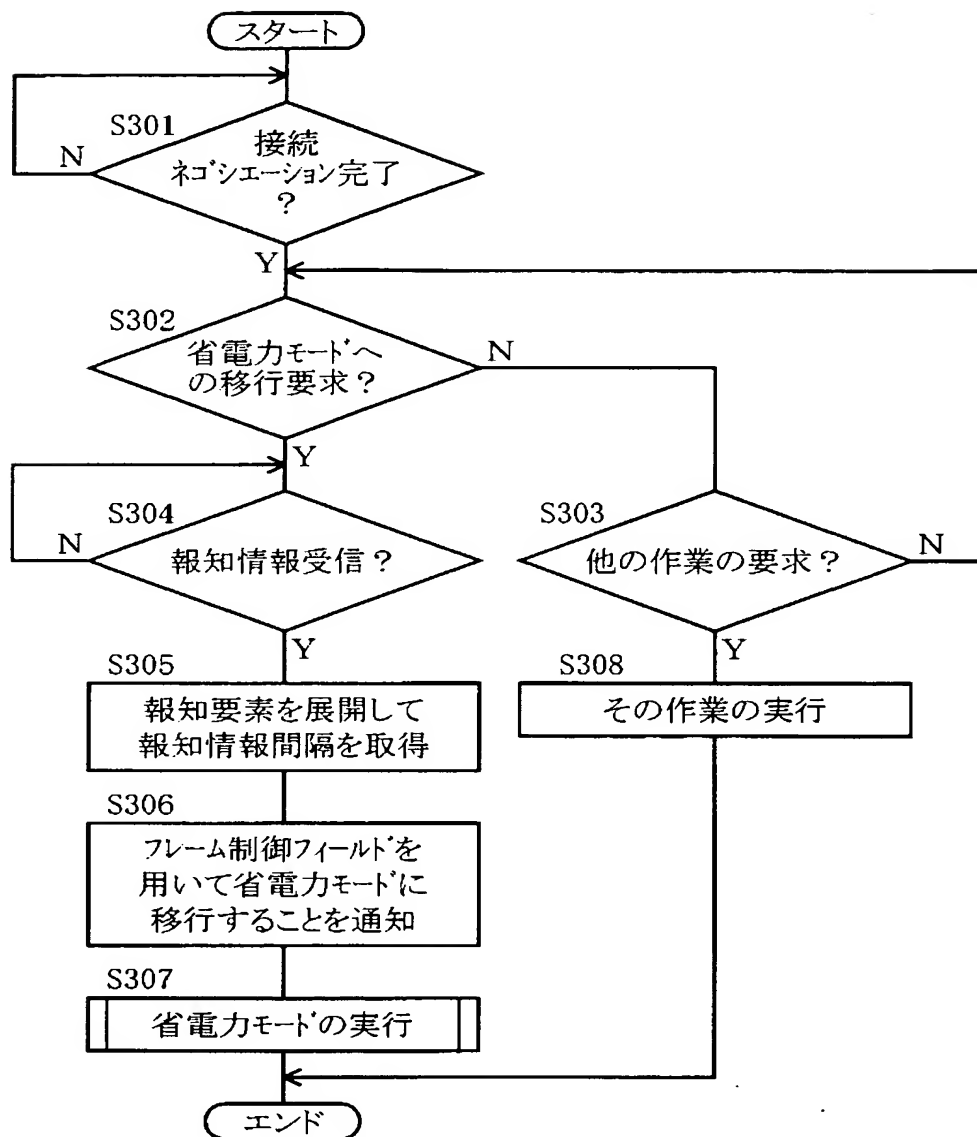 スタート
S301
接続
ネゴシエーション完了
?
N
Y
S302
省電力モードへ
の移行要求?
N
Y
S304
報知情報受信?
N
Y
S303
他の作業の要求?
N
Y
S305
報知要素を展開して
報知情報間隔を取得
S308
その作業の実行
S306
フレーム制御フィールドを
用いて省電力モードに
移行することを通知
S307
省電力モードの実行
エンド